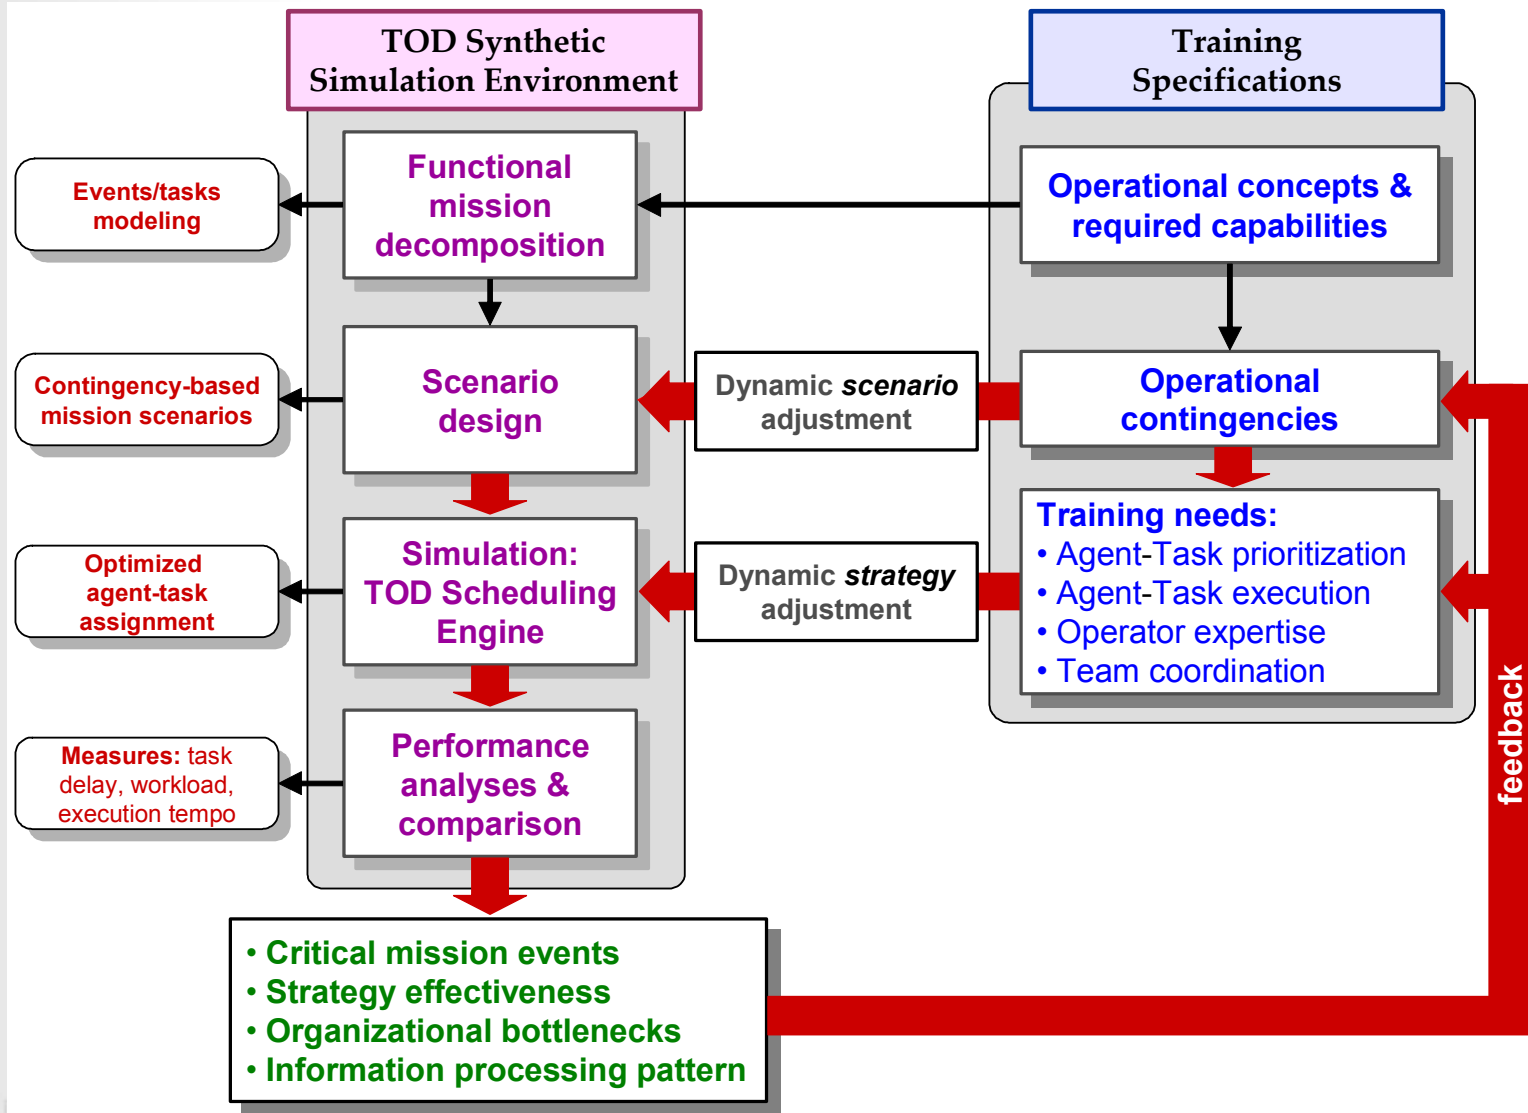 TOD Synthetic
Simulation Environment
Training
Specifications
Events/tasks
modeling
Functional
mission
decomposition
Operational concepts &
required capabilities
Contingency-based
mission scenarios
Scenario
design
Dynamic scenario
adjustment
Operational
contingencies
Optimized
agent-task
assignment
Simulation:
TOD Scheduling
Engine
Dynamic strategy
adjustment
Training needs:
• Agent-Task prioritization
• Agent-Task execution
• Operator expertise
• Team coordination
Measures: task
delay, workload,
execution tempo
Performance
analyses &
comparison
feedback
• Critical mission events
• Strategy effectiveness
• Organizational bottlenecks
• Information processing pattern